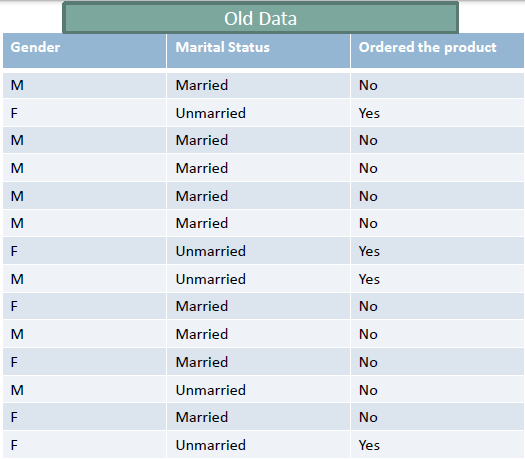 Old Data
Gender Marital Status Ordered the product
M Married No
F Unmarried Yes
M Married No
M Married No
M Married No
M Married No
F Unmarried Yes
M Unmarried Yes
F Married No
M Married No
F Married No
M Unmarried No
F Married No
F Unmarried Yes